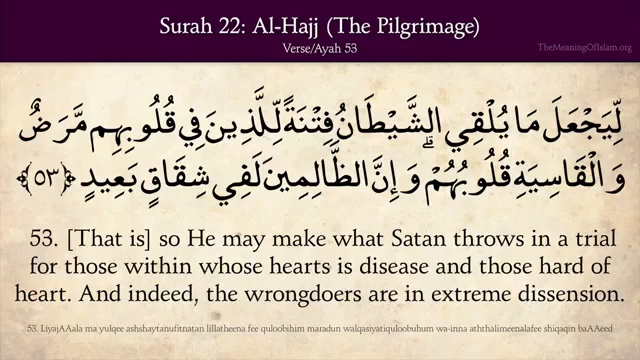 Surah 22: Al-Hajj (The Pilgrimage)
Verse/Ayah 53
TheMeaningOfIslam.org
لِّيَجْعَلَ مَا يُلْقِي الشَّيْطَانُ فِتْنَةً لِّلَّذِينَ فِي قُلُوبِهِم مَّرَضٌ
وَالْقَاسِيَةِ قُلُوبُهُمْ ۗ وَإِنَّ الظَّالِمِينَ لَفِي شِقَاقٍ بَعِيدٍ ﴿٥٣﴾
53. [That is] so He may make what Satan throws in a trial
for those within whose hearts is disease and those hard of
heart. And indeed, the wrongdoers are in extreme dissension.
53. LiyajAAala ma yulqee ashshaytanufitnatan lillatheena fee quloobihim maradun walqasiyatiquloobuhum wa-inna aththalimeenalafee shiqaqin baAAeed